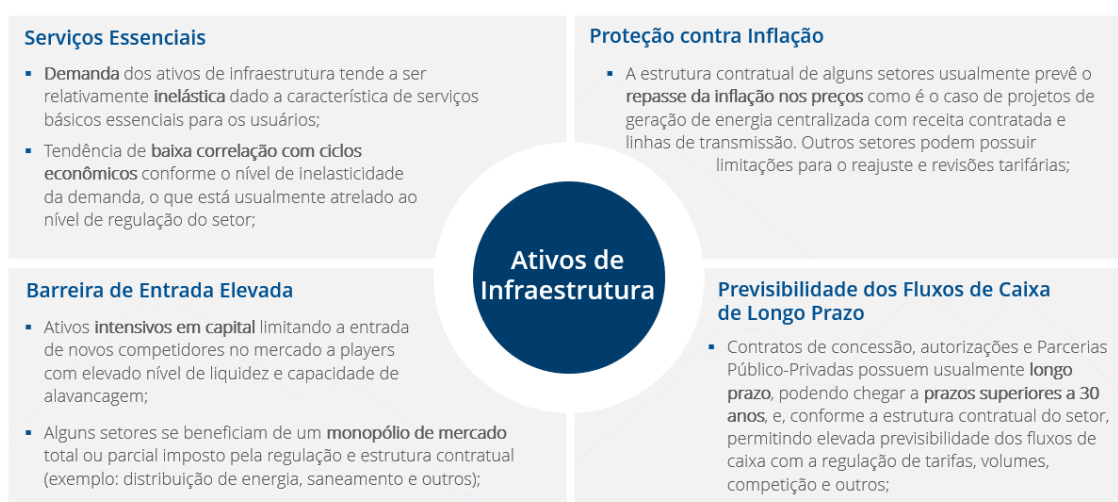 Serviços Essenciais
Demanda dos ativos de infraestrutura tende a ser
relativamente inelástica dado a característica de serviços
básicos essenciais para os usuários;
Tendência de baixa correlação com ciclos
econômicos conforme o nível de inelasticidade
da demanda, o que está usualmente atrelado ao
nível de regulação do setor;
Proteção contra Inflação
A estrutura contratual de alguns setores usualmente prevê o
repasse da inflação nos preços como é o caso de projetos de
geração de energia centralizada com receita contratada e
linhas de transmissão. Outros setores podem possuir
limitações para o reajuste e revisões tarifárias;
Ativos de
Infraestrutura
Barreira de Entrada Elevada
Ativos intensivos em capital limitando a entrada
de novos competidores no mercado a players
com elevado nível de liquidez e capacidade de
alavancagem;
Alguns setores se beneficiam de um monopólio de mercado
total ou parcial imposto pela regulação e estrutura contratual
(exemplo: distribuição de energia, saneamento e outros);
Previsibilidade dos Fluxos de Caixa
de Longo Prazo
Contratos de concessão, autorizações e Parcerias
Público-Privadas possuem usualmente longo
prazo, podendo chegar a prazos superiores a 30
anos, e, conforme a estrutura contratual do setor,
permitindo elevada previsibilidade dos fluxos de
caixa com a regulação de tarifas, volumes,
competição e outros;